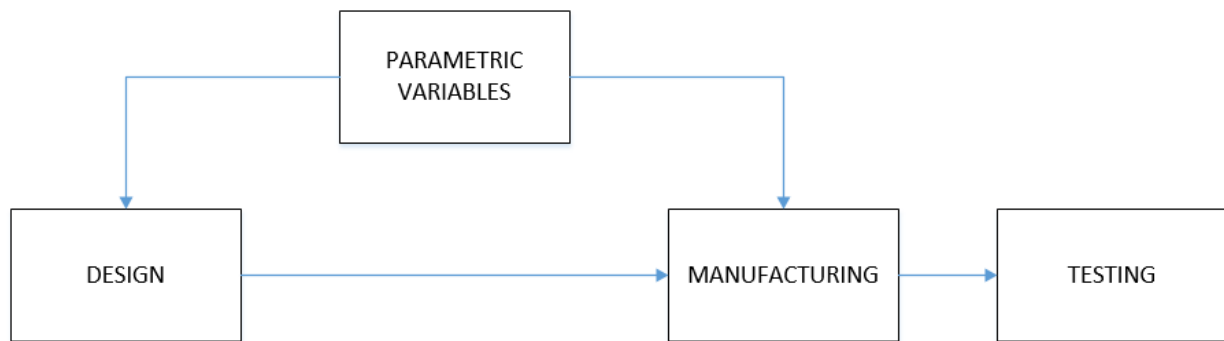 PARAMETRIC
VARIABLES
DESIGN
MANUFACTURING
TESTING